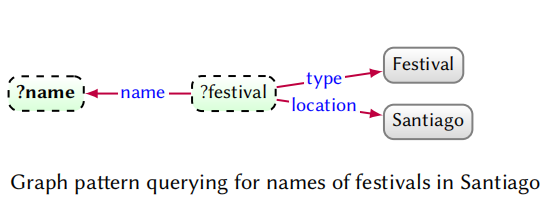 Festival
type
?name
name
?festival
location
Santiago
Graph pattern querying for names of festivals in Santiago